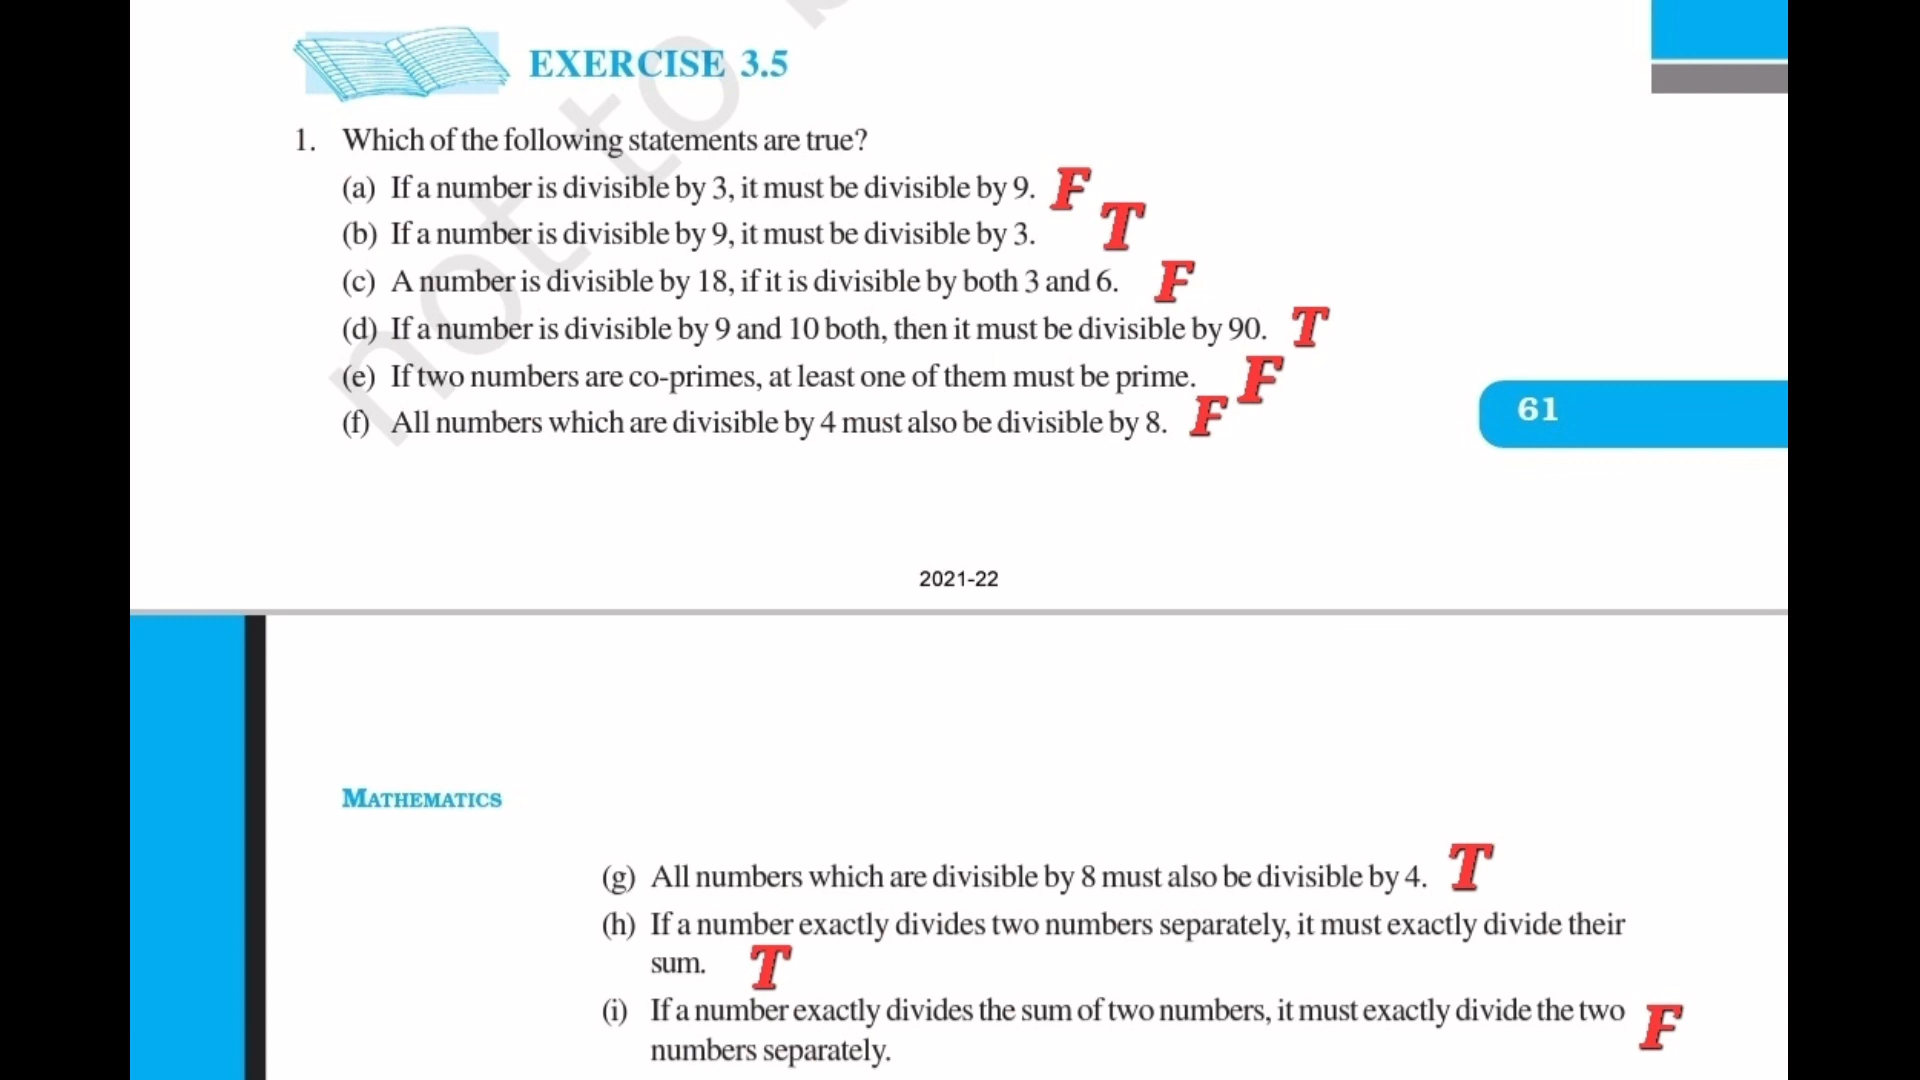 EXERCISE 3.5
1. Which of the following statements are true?
(a) If a number is divisible by 3, it must be divisible by 9. F
(b) If a number is divisible by 9, it must be divisible by 3. T
(c) A number is divisible by 18, if it is divisible by both 3 and 6. F
(d) If a number is divisible by 9 and 10 both, then it must be divisible by 90. T
(e) If two numbers are co-primes, at least one of them must be prime. F
(f) All numbers which are divisible by 4 must also be divisible by 8. F
61
not to b
2021-22
MATHEMATICS
(g) All numbers which are divisible by 8 must also be divisible by 4. T
(h) If a number exactly divides two numbers separately, it must exactly divide their
sum. T
(i) If a number exactly divides the sum of two numbers, it must exactly divide the two F
numbers separately.